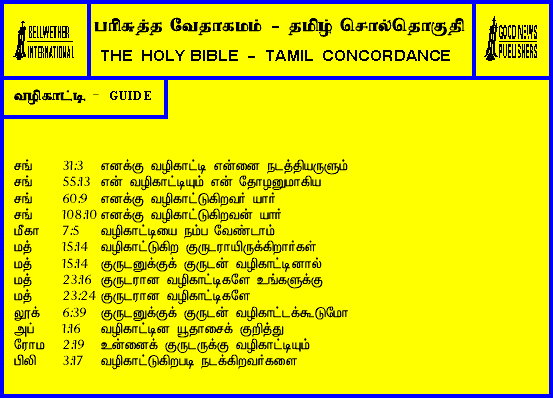 BELLWETHER
INTERNATIONAL
பரிசுத்த வேதாகமம் - தமிழ் சொல்தொகுதி
THE HOLY BIBLE - TAMIL CONCORDANCE
GOOD NEWS
PUBLISHERS
வழிகாட்டி - GUIDE
சங் 31:3 எனக்கு வழிகாட்டி என்னை நடத்தியருளும்
சங் 55:13 என் வழிகாட்டியும் என் தோழனுமாகிய
சங் 60:9 எனக்கு வழிகாட்டுகிறவர் யார்
சங் 108:10 எனக்கு வழிகாட்டுகிறவன் யார்
மீகா 7:5 வழிகாட்டியை நம்ப வேண்டாம்
மத் 15:14 வழிகாட்டுகிற குருடராயிருக்கிறார்கள்
மத் 15:14 குருடனுக்குக் குருடன் வழிகாட்டினால்
மத் 23:16 குருடரான வழிகாட்டிகளே உங்களுக்கு
மத் 23:24 குருடரான வழிகாட்டிகளே
லூக் 6:39 குருடனுக்குக் குருடன் வழிகாட்டக்கூடுமோ
அப் 1:16 வழிகாட்டின யூதாசைக் குறித்து
ரோம 2:19 உன்னைக் குருடருக்கு வழிகாட்டியும்
பிலி 3:17 வழிகாட்டுகிறபடி நடக்கிறவர்களை